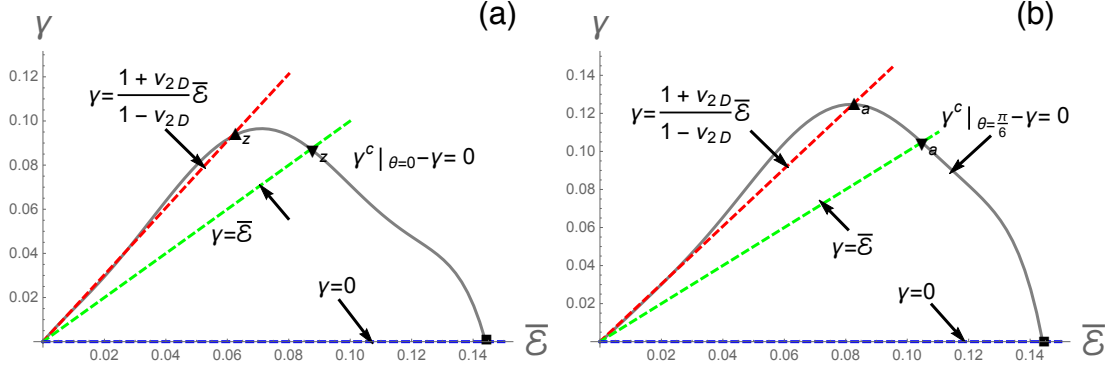 (a)
γ
0.12
0.10
0.08
0.06
0.04
0.02
γ=(1 + ν2D)/(1 − ν2D) ε̅
z
z
γc|θ=0−γ= 0
γ=ε̅
γ=0
0.02 0.04 0.06 0.08 0.10 0.12 0.14
ε̅
(b)
γ
0.14
0.12
0.10
0.08
0.06
0.04
0.02
γ=(1 + ν2D)/(1 − ν2D) ε̅
a
a
γc|θ=π/6−γ= 0
γ=ε̅
γ=0
0.02 0.04 0.06 0.08 0.10 0.12 0.14
ε̅